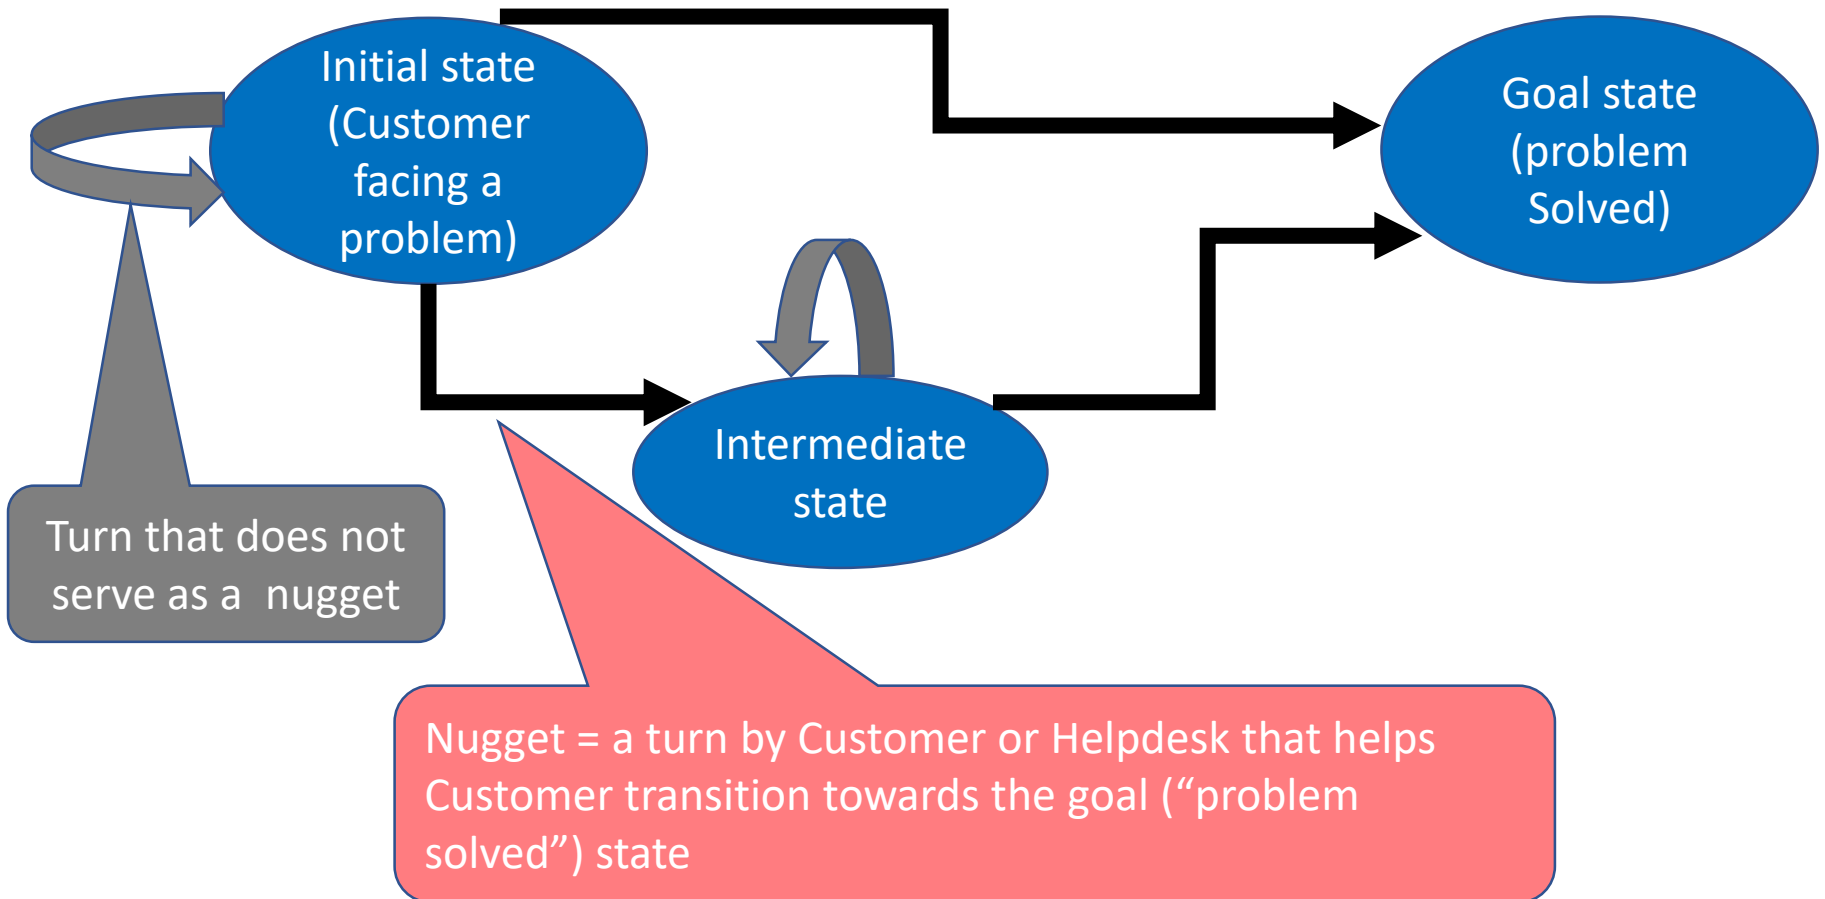 Initial state
(Customer
facing a
problem)
Goal state
(problem
Solved)
Intermediate
state
Turn that does not
serve as a  nugget
Nugget = a turn by Customer or Helpdesk that helps
Customer transition towards the goal (“problem
solved”) state